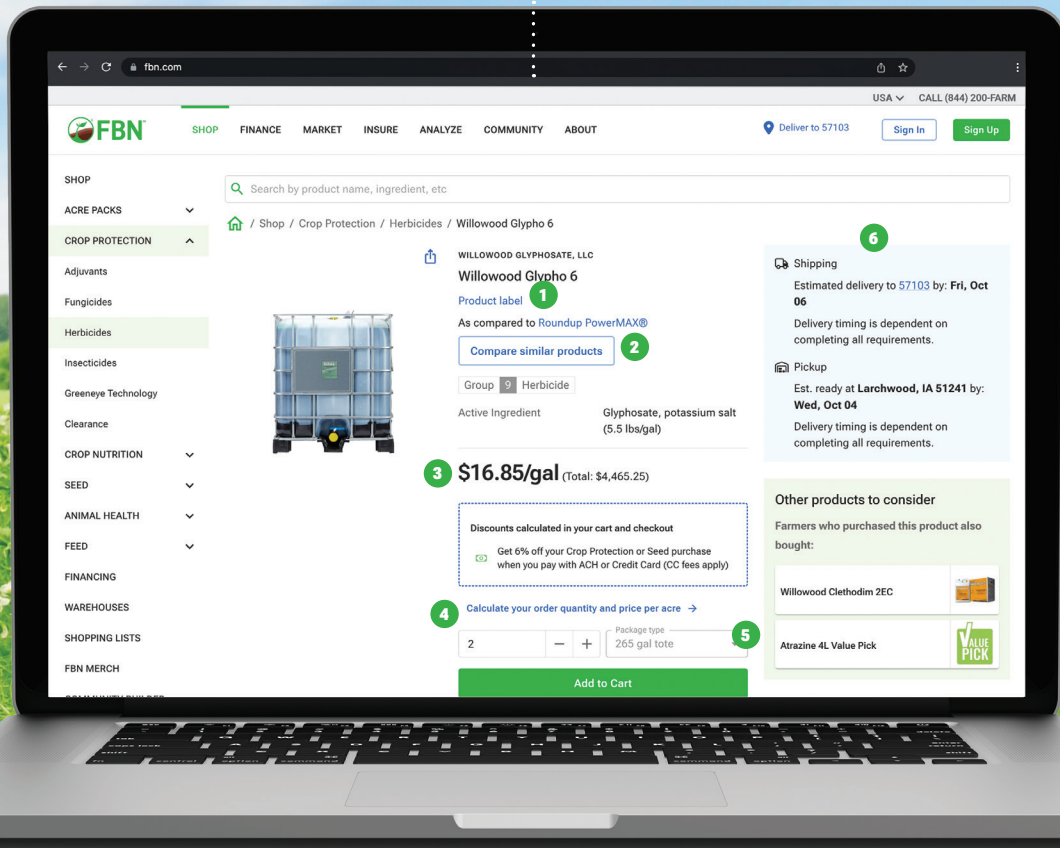 fbn.com
USA CALL (844) 200-FARM
FBN
SHOP FINANCE MARKET INSURE ANALYZE COMMUNITY ABOUT
Deliver to 57103
Sign In
Sign Up
SHOP
ACRE PACKS
CROP PROTECTION
Adjuvants
Fungicides
Herbicides
Insecticides
Greeneye Technology
Clearance
CROP NUTRITION
SEED
ANIMAL HEALTH
FEED
FINANCING
WAREHOUSES
SHOPPING LISTS
FBN MERCH
Search by product name, ingredient, etc
/ Shop / Crop Protection / Herbicides / Willowood Glypho 6
WILLOWOOD GLYPHOSATE, LLC
Willowood Glypho 6
Product label 1
As compared to Roundup PowerMAX®
Compare similar products 2
Group 9 Herbicide
Active Ingredient Glyphosate, potassium salt
(5.5 lbs/gal)
3 $16.85/gal (Total: $4,465.25)
Discounts calculated in your cart and checkout
Get 6% off your Crop Protection or Seed purchase
when you pay with ACH or Credit Card (CC fees apply)
4 Calculate your order quantity and price per acre →
2 − +
Package type
265 gal tote 5
Add to Cart
6
Shipping
Estimated delivery to 57103 by: Fri, Oct
06
Delivery timing is dependent on
completing all requirements.
Pickup
Est. ready at Larchwood, IA 51241 by:
Wed, Oct 04
Delivery timing is dependent on
completing all requirements.
Other products to consider
Farmers who purchased this product also
bought:
Willowood Clethodim 2EC
Atrazine 4L Value Pick
VALUE
PICK